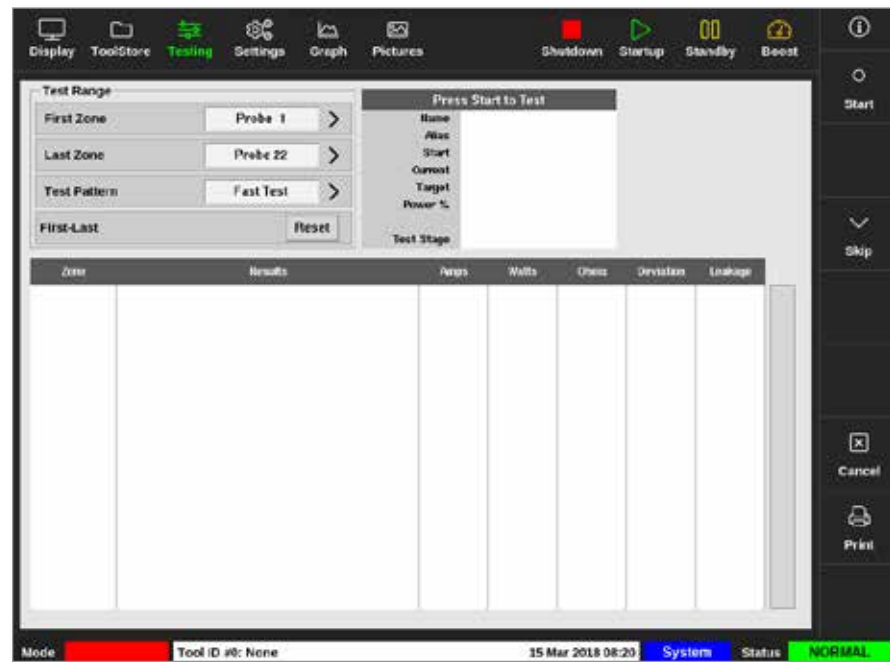 Display ToolStore Testing Settings Graph Pictures Shutdown Startup Standby Boost
Test Range
First Zone Probe 1
Last Zone Probe 22
Test Pattern Fast Test
First-Last Reset
Press Start to Test
Name
Alias
Start
Current
Target
Power %
Test Stage
Zone Results Amps Watts Ohms Deviation Leakage
Start
Skip
Cancel
Print
Mode Tool ID #0: None 15 Mar 2018 08:20 System Status NORMAL